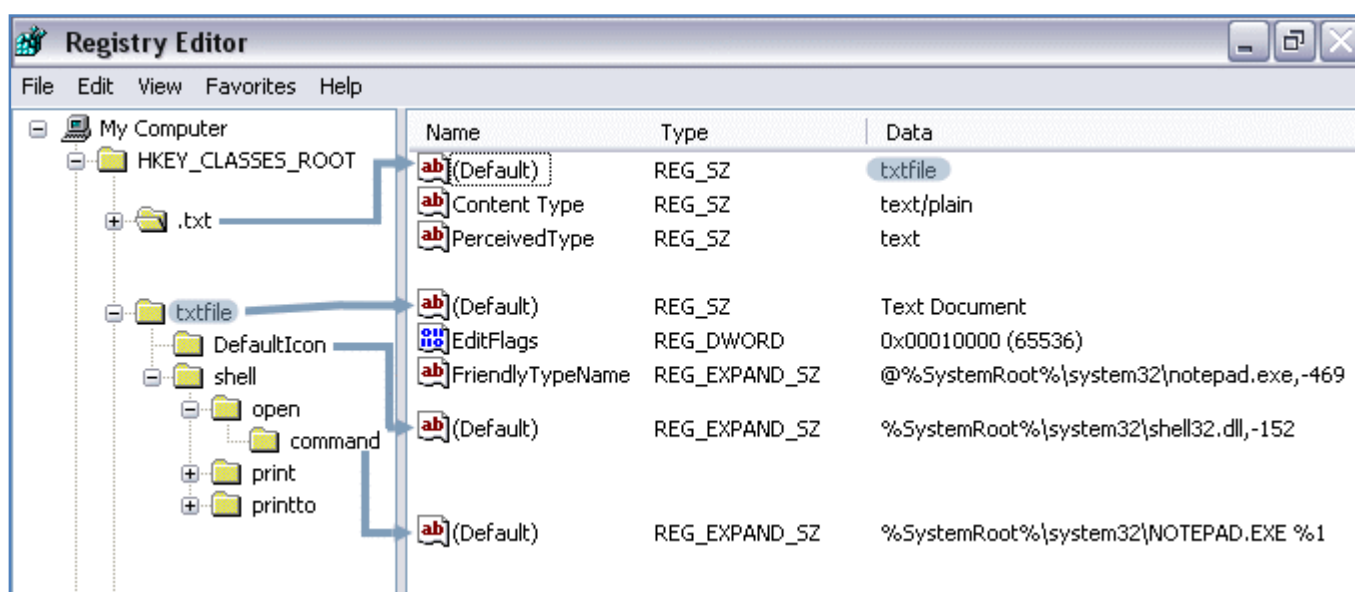 Registry Editor
File Edit View Favorites Help
My Computer
HKEY_CLASSES_ROOT
.txt
txtfile
DefaultIcon
shell
open
command
print
printto
Name Type Data
(Default) REG_SZ txtfile
Content Type REG_SZ text/plain
PerceivedType REG_SZ text
(Default) REG_SZ Text Document
EditFlags REG_DWORD 0x00010000 (65536)
FriendlyTypeName REG_EXPAND_SZ @%SystemRoot%\system32\notepad.exe,-469
(Default) REG_EXPAND_SZ %SystemRoot%\system32\shell32.dll,-152
(Default) REG_EXPAND_SZ %SystemRoot%\system32\NOTEPAD.EXE %1